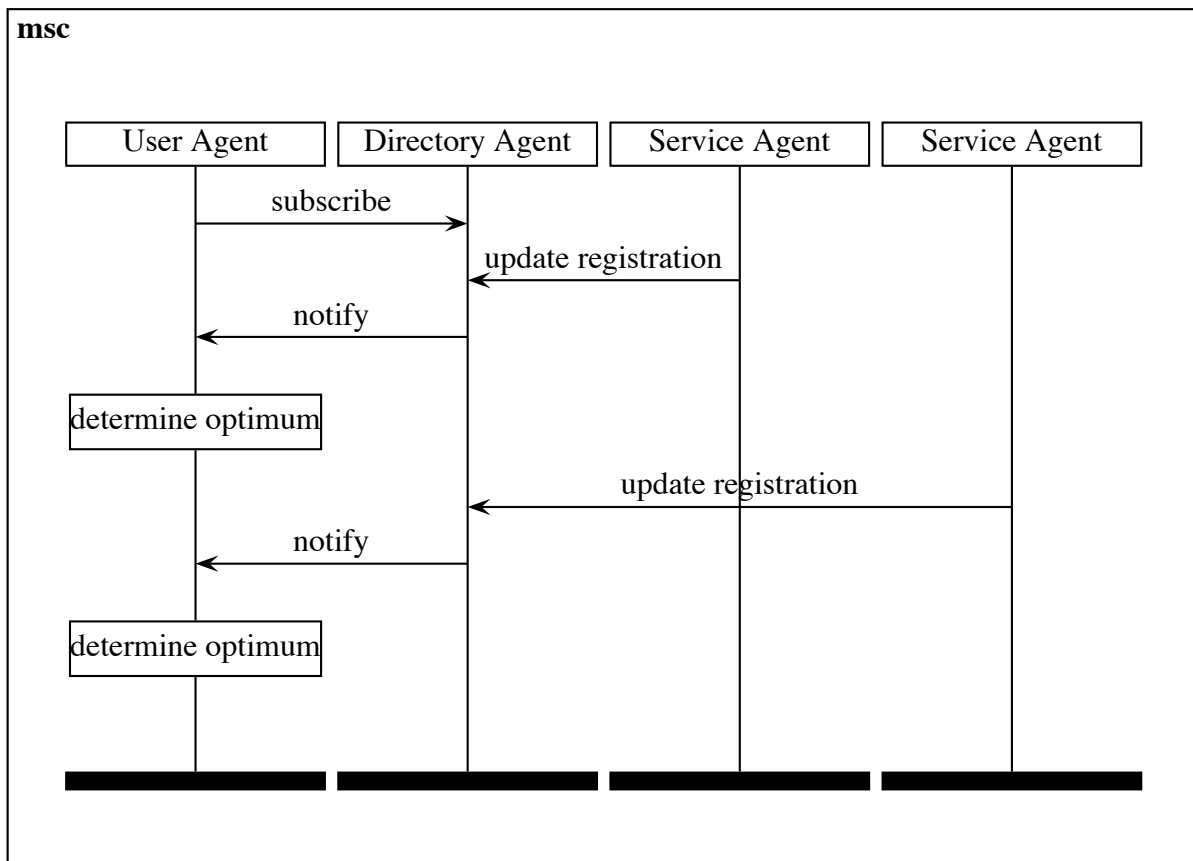 msc
User Agent
Directory Agent
Service Agent
Service Agent
subscribe
update registration
notify
determine optimum
update registration
notify
determine optimum